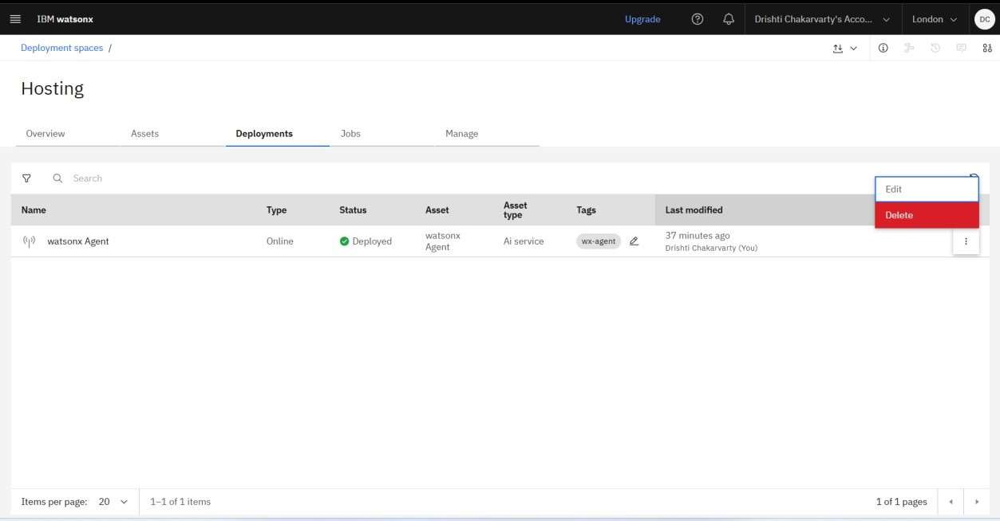 IBM watsonx
Upgrade
Drishti Chakarvarty's Acco...
London
DC
Deployment spaces /
Hosting
Overview
Assets
Deployments
Jobs
Manage
Search
Edit
Delete
Name
Type
Status
Asset
Asset type
Tags
Last modified
watsonx Agent
Online
Deployed
watsonx
Agent
Ai service
wx-agent
37 minutes ago
Drishti Chakarvarty (You)
Items per page: 20
1–1 of 1 items
1 of 1 pages